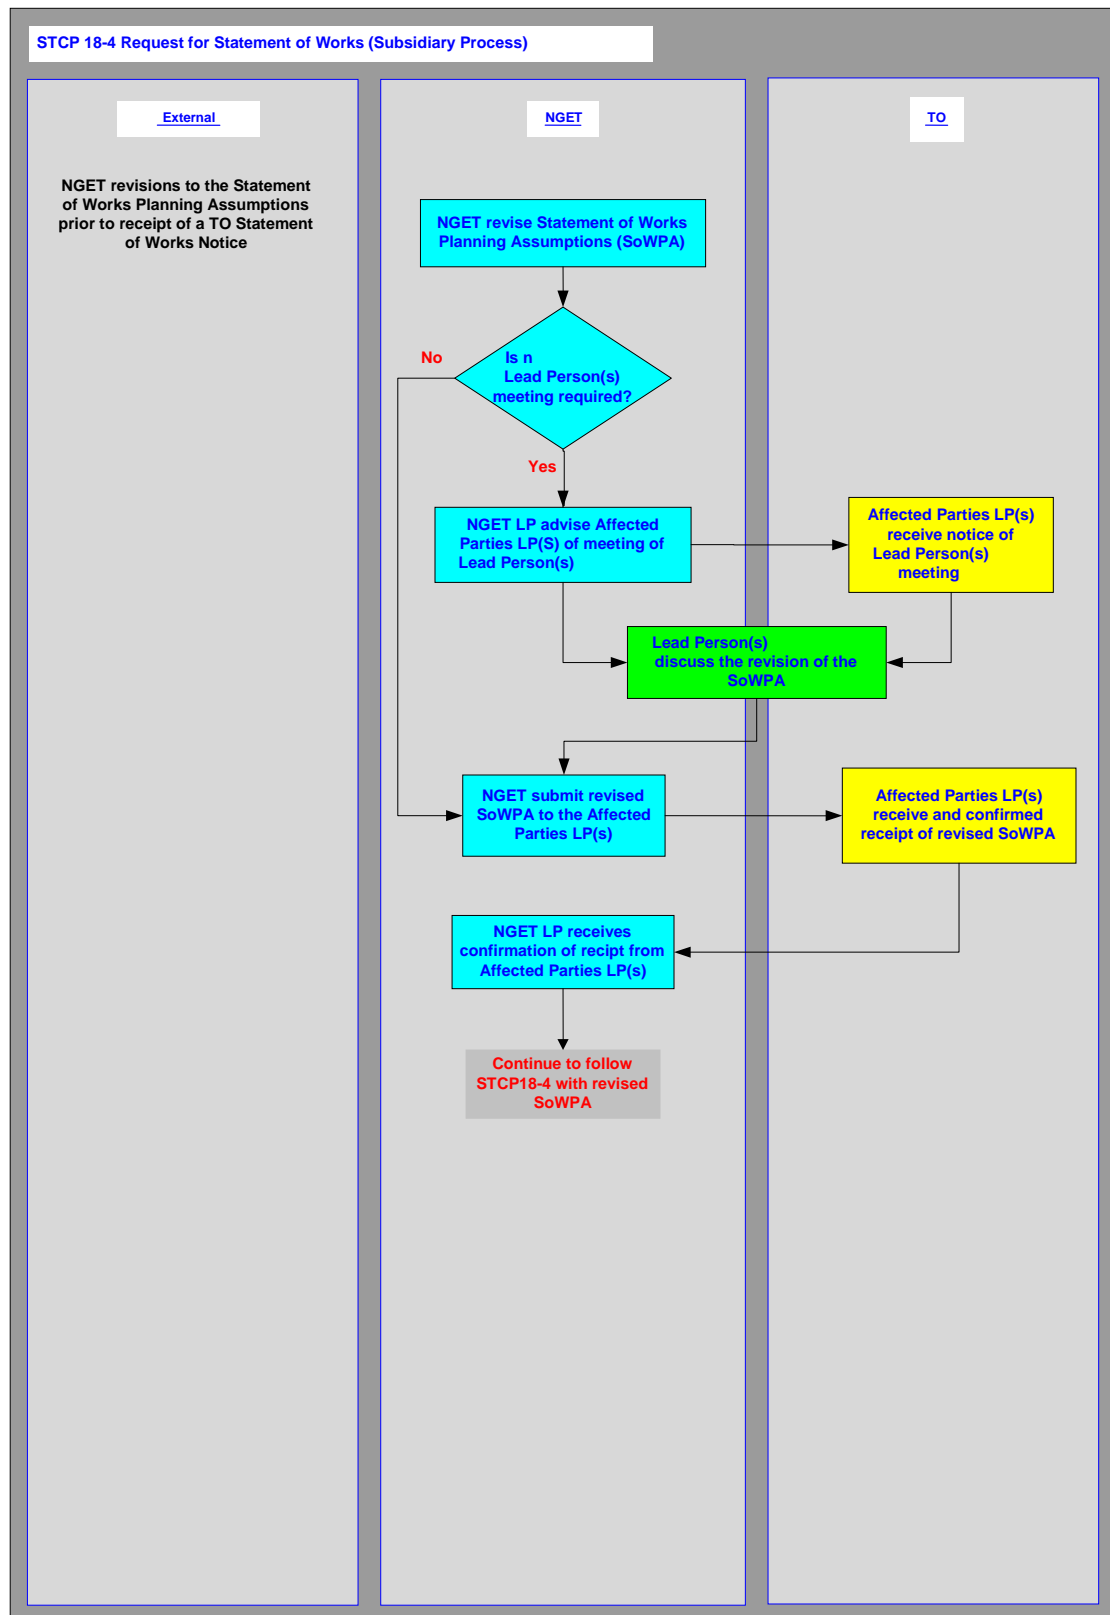 STCP 18-4 Request for Statement of Works (Subsidiary Process)
External
NGET
TO
NGET revisions to the Statement
of Works Planning Assumptions
prior to receipt of a TO Statement
of Works Notice
NGET revise Statement of Works
Planning Assumptions (SoWPA)
No
Is n
Lead Person(s)
meeting required?
Yes
NGET LP advise Affected
Parties LP(S) of meeting of
Lead Person(s)
Affected Parties LP(s)
receive notice of
Lead Person(s)
meeting
Lead Person(s)
discuss the revision of the
SoWPA
NGET submit revised
SoWPA to the Affected
Parties LP(s)
Affected Parties LP(s)
receive and confirmed
receipt of revised SoWPA
NGET LP receives
confirmation of recipt from
Affected Parties LP(s)
Continue to follow
STCP18-4 with revised
SoWPA